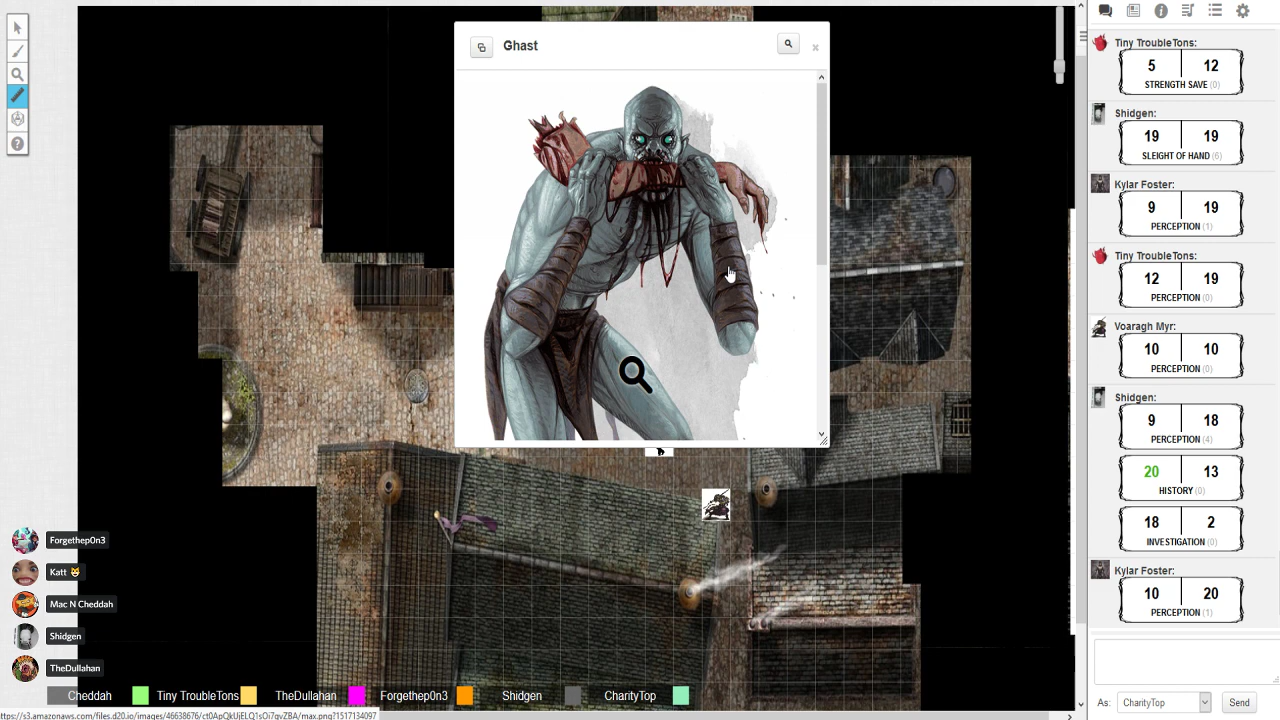 Ghast
Tiny TroubleTons:
5 12
STRENGTH SAVE (0)
Shidgen:
19 19
SLEIGHT OF HAND (6)
Kylar Foster:
9 19
PERCEPTION (1)
Tiny TroubleTons:
12 19
PERCEPTION (0)
Voaragh Myr:
10 10
PERCEPTION (0)
Shidgen:
9 18
PERCEPTION (4)
20 13
HISTORY (0)
18 2
INVESTIGATION (0)
Kylar Foster:
10 20
PERCEPTION (1)
As: CharityTop Send
Forgethep0n3
Katt
Mac N Cheddah
Shidgen
TheDullahan
Cheddah Tiny TroubleTons TheDullahan Forgethep0n3 Shidgen CharityTop